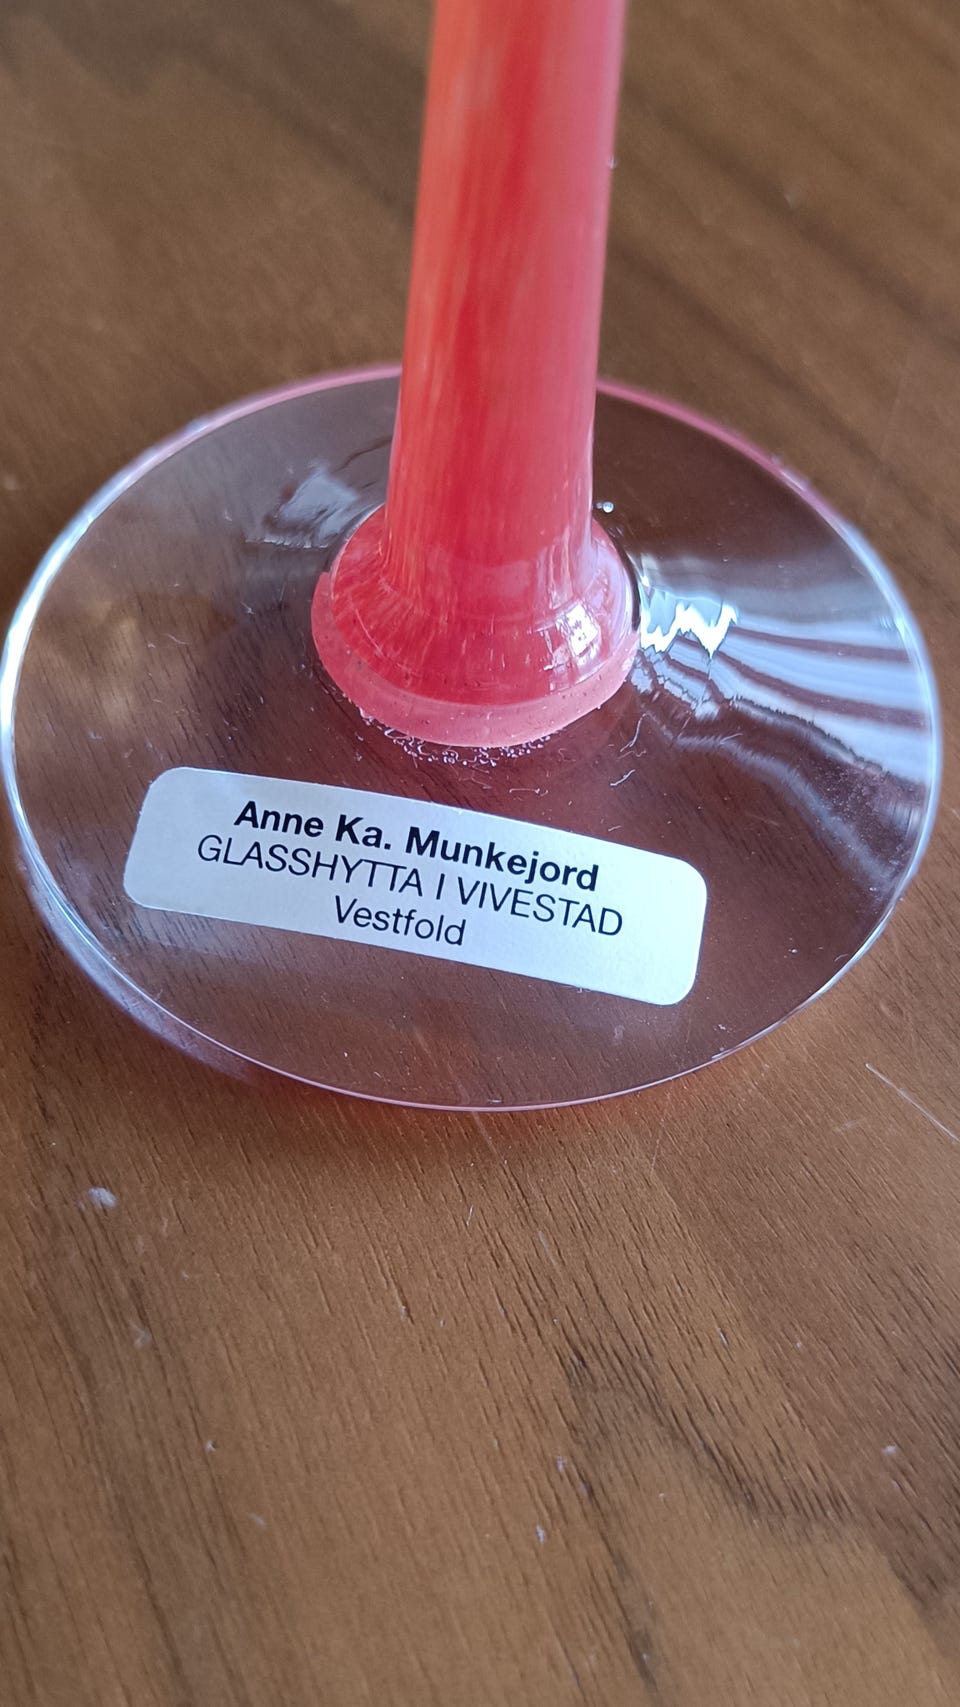 Anne Ka. Munkejord
GLASSHYTTA I VIVESTAD
Vestfold